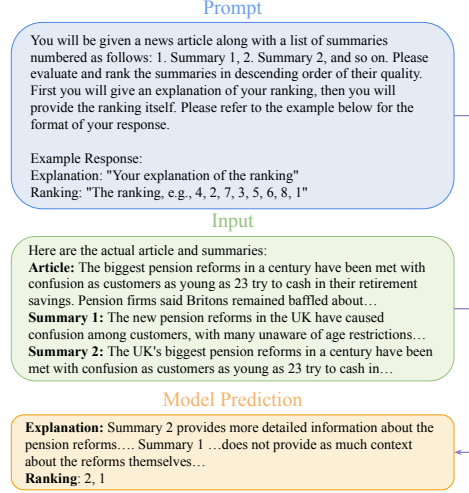 Prompt
You will be given a news article along with a list of summaries
numbered as follows: 1. Summary 1, 2. Summary 2, and so on. Please
evaluate and rank the summaries in descending order of their quality.
First you will give an explanation of your ranking, then you will
provide the ranking itself. Please refer to the example below for the
format of your response.
Example Response:
Explanation: "Your explanation of the ranking"
Ranking: "The ranking, e.g., 4, 2, 7, 3, 5, 6, 8, 1"
Input
Here are the actual article and summaries:
Article: The biggest pension reforms in a century have been met with
confusion as customers as young as 23 try to cash in their retirement
savings. Pension firms said Britons remained baffled about…
Summary 1: The new pension reforms in the UK have caused
confusion among customers, with many unaware of age restrictions…
Summary 2: The UK's biggest pension reforms in a century have been
met with confusion as customers as young as 23 try to cash in…
Model Prediction
Explanation: Summary 2 provides more detailed information about the
pension reforms…. Summary 1 …does not provide as much context
about the reforms themselves…
Ranking: 2, 1